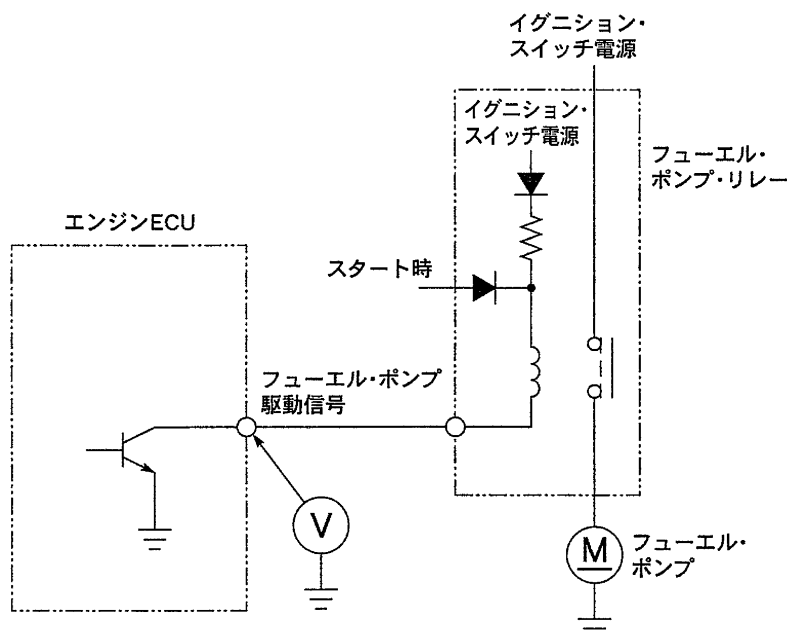 イグニション・
スイッチ電源
イグニション・
スイッチ電源
フューエル・
ポンプ・リレー
エンジンECU
スタート時
フューエル・ポンプ
駆動信号
V
M
フューエル・
ポンプ